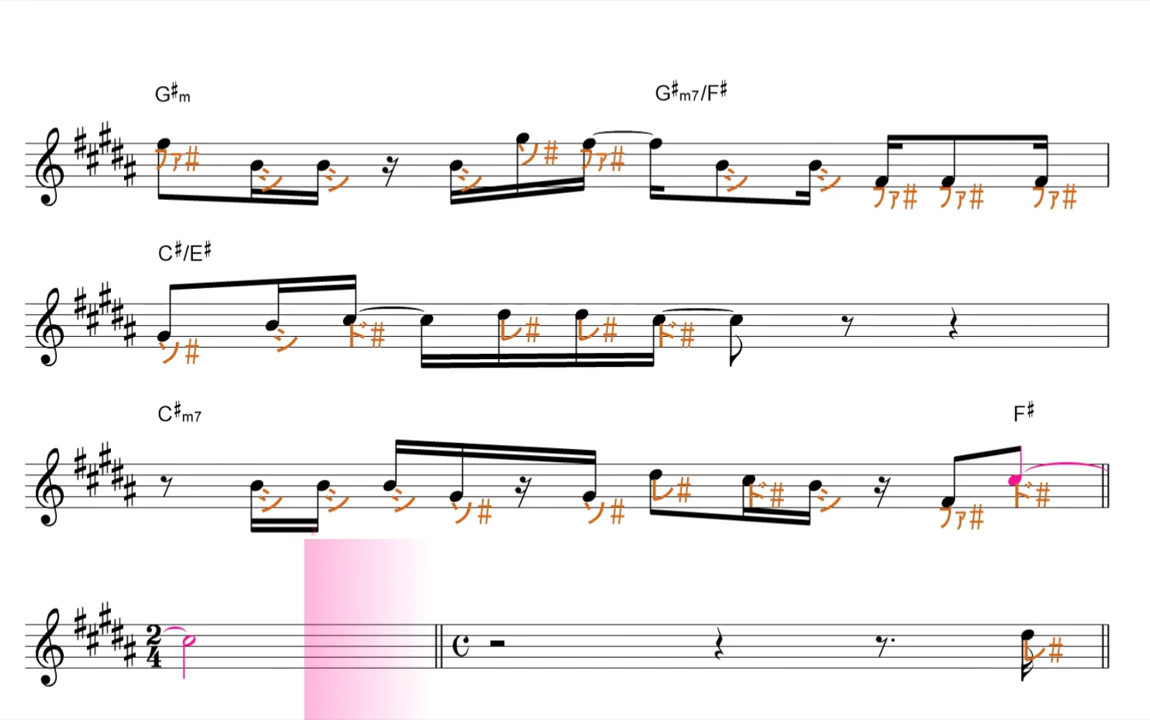 G♯m G♯m7/F♯
ファ# シ シ シ ソ# ファ# シ シ ファ# ファ# ファ#
C♯/E♯
ソ# シ ド# レ# レ# ド#
C♯m7 F♯
シ シ シ ソ# ソ# レ# ド# シ ファ# ド#
2
4
レ#